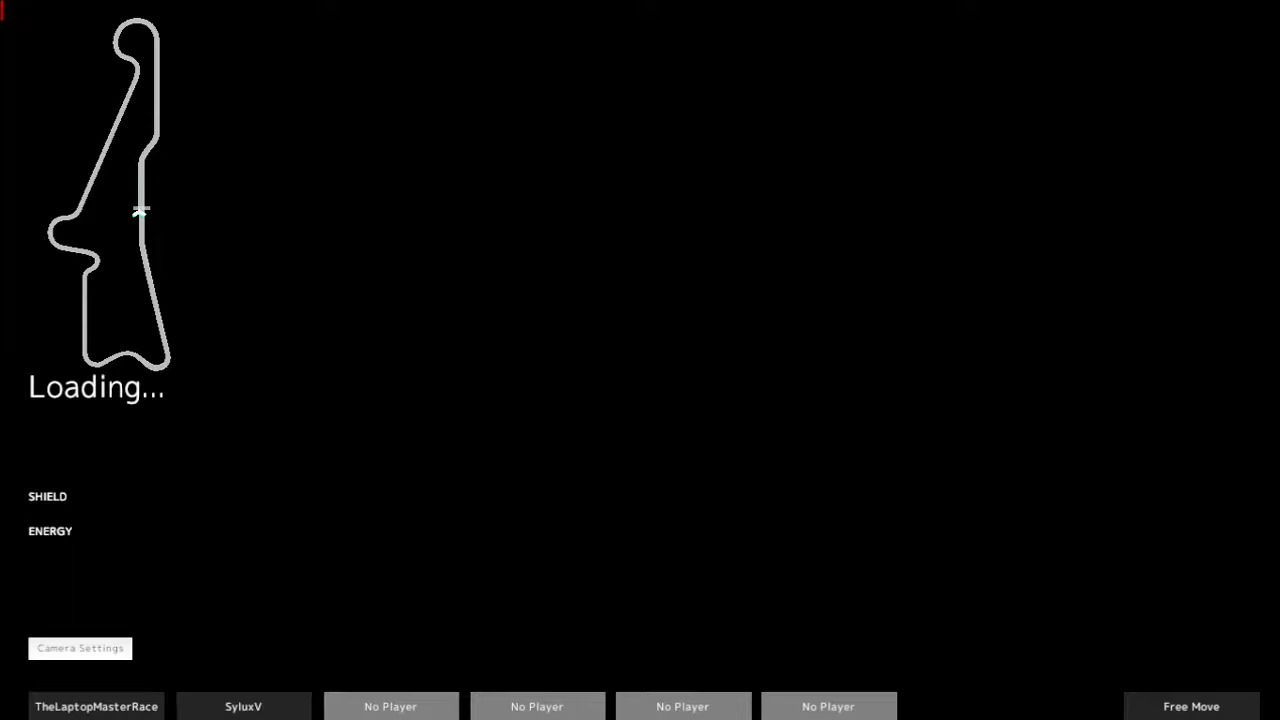 Loading...
SHIELD
ENERGY
Camera Settings
TheLaptopMasterRace
SyluxV
No Player
No Player
No Player
No Player
Free Move